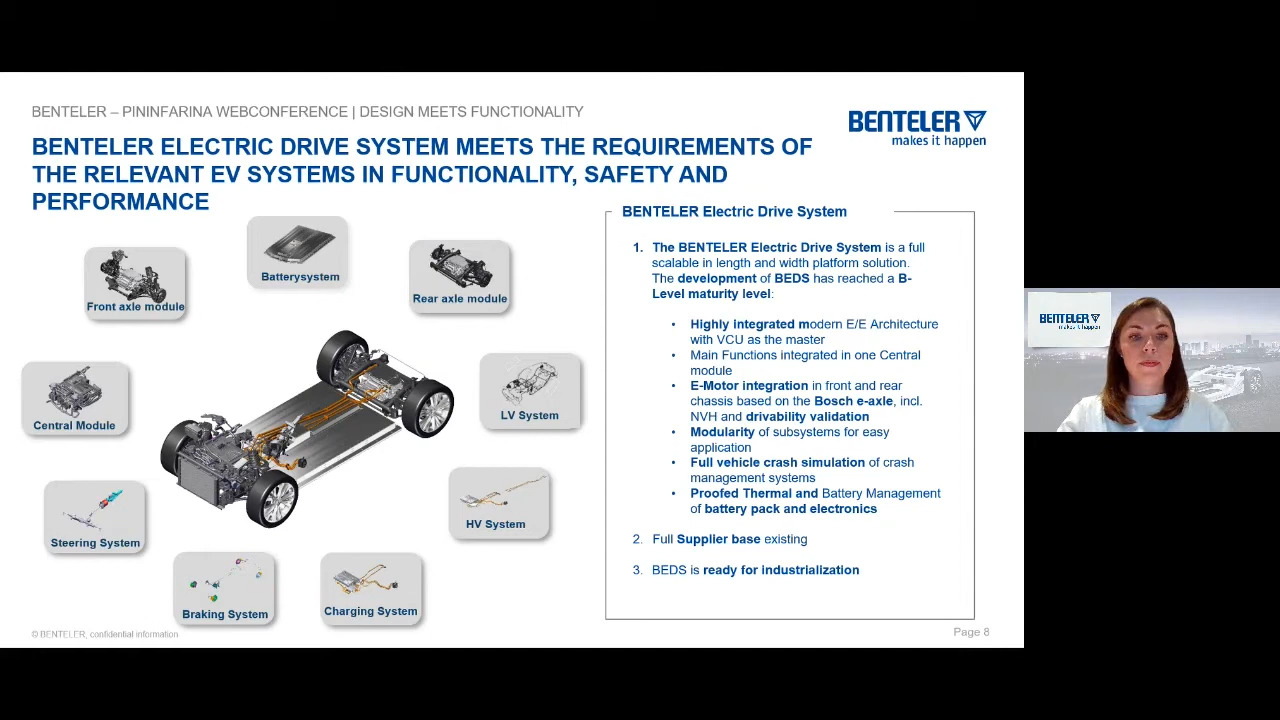 BENTELER – PININFARINA WEBCONFERENCE | DESIGN MEETS FUNCTIONALITY
BENTELER
makes it happen
BENTELER ELECTRIC DRIVE SYSTEM MEETS THE REQUIREMENTS OF
THE RELEVANT EV SYSTEMS IN FUNCTIONALITY, SAFETY AND
PERFORMANCE
Batterysystem
Front axle module
Rear axle module
Central Module
LV System
Steering System
HV System
Braking System
Charging System
BENTELER Electric Drive System
1. The BENTELER Electric Drive System is a full
scalable in length and width platform solution.
The development of BEDS has reached a B-
Level maturity level:
• Highly integrated modern E/E Architecture
with VCU as the master
• Main Functions integrated in one Central
module
• E-Motor integration in front and rear
chassis based on the Bosch e-axle, incl.
NVH and drivability validation
• Modularity of subsystems for easy
application
• Full vehicle crash simulation of crash
management systems
• Proofed Thermal and Battery Management
of battery pack and electronics
2. Full Supplier base existing
3. BEDS is ready for industrialization
© BENTELER, confidential information
Page 8
BENTELER
makes it happen